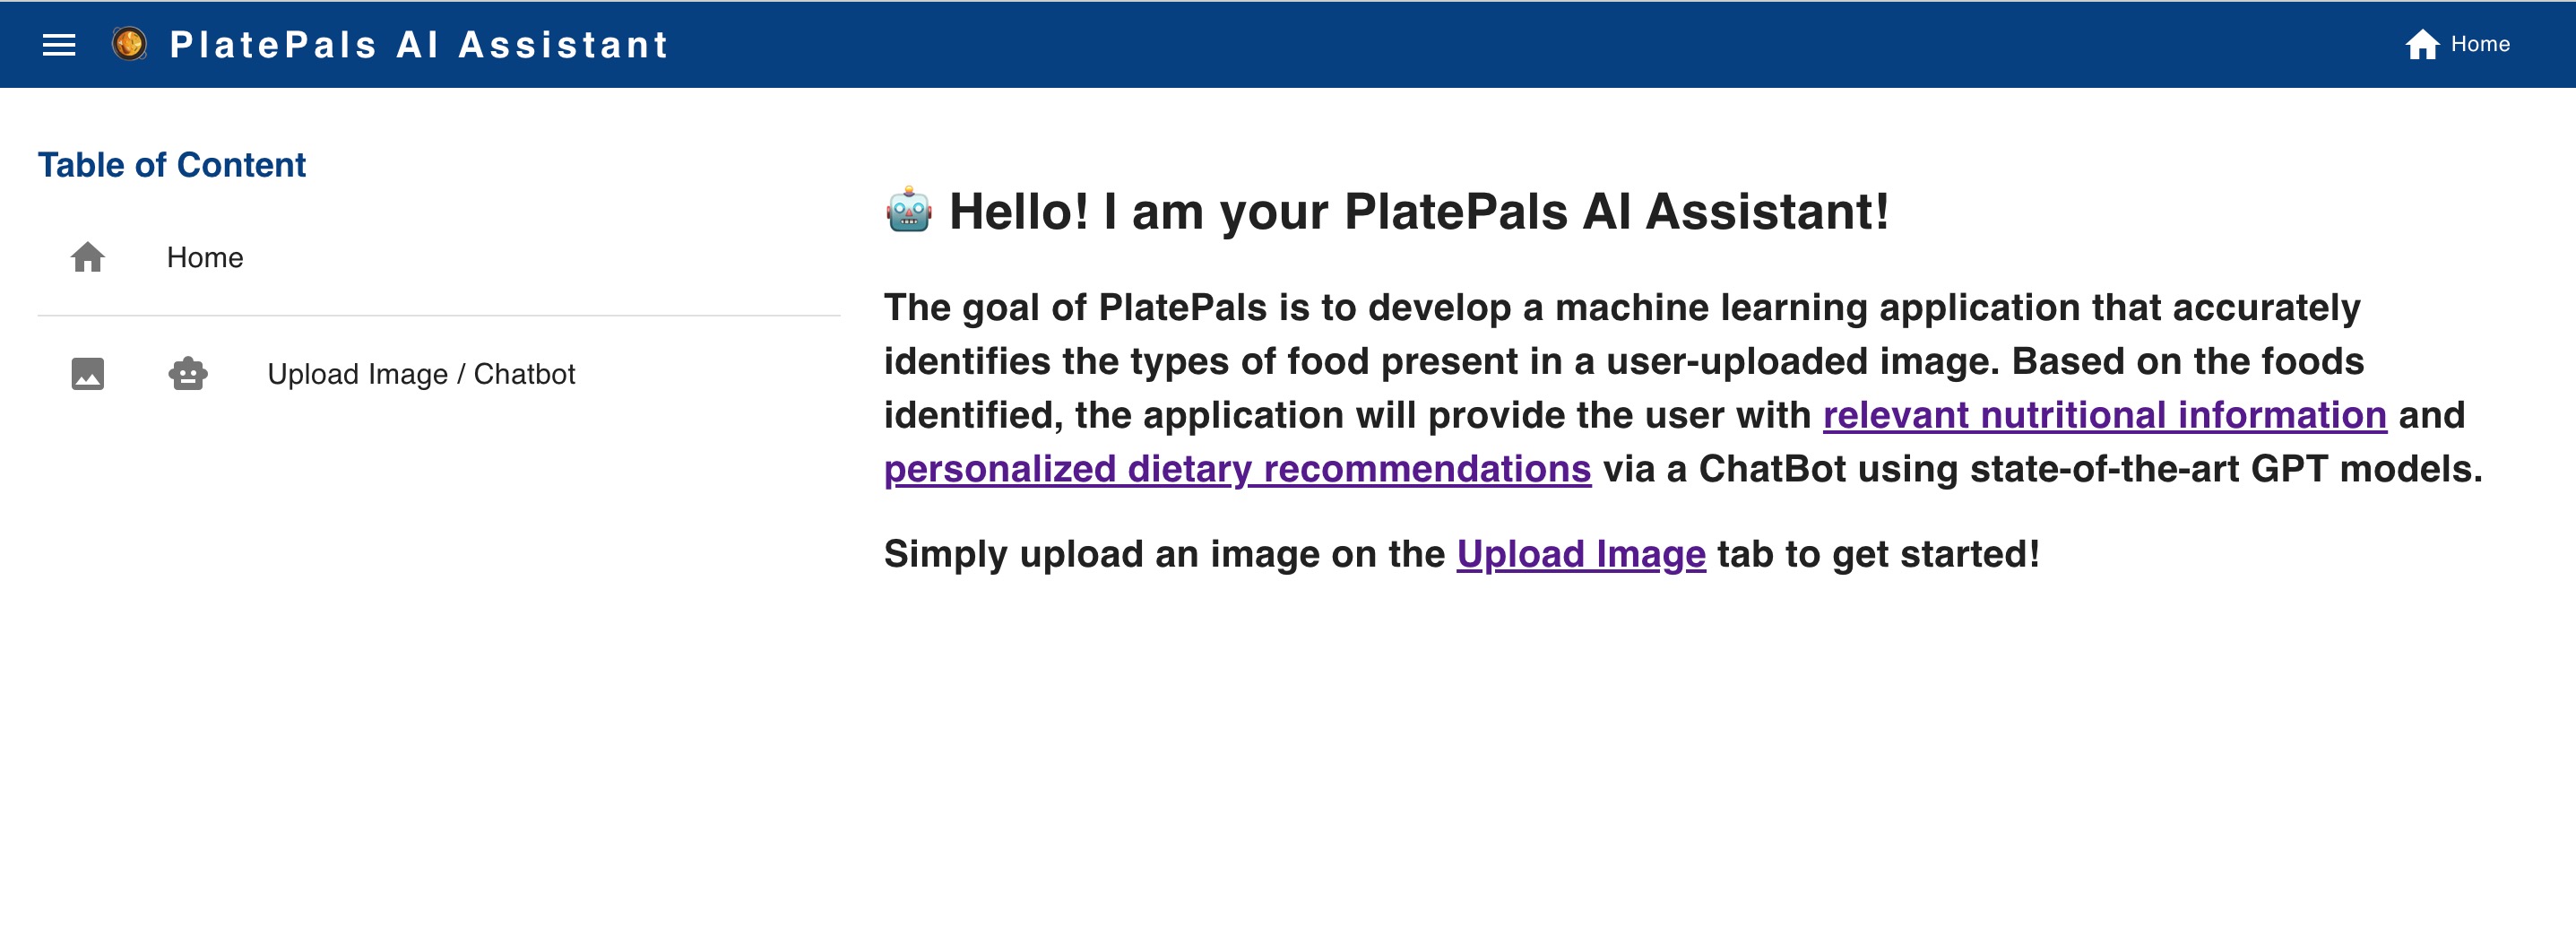 PlatePals AI Assistant
Home
Table of Content
Home
Upload Image / Chatbot
🤖 Hello! I am your PlatePals AI Assistant!
The goal of PlatePals is to develop a machine learning application that accurately
identifies the types of food present in a user-uploaded image. Based on the foods
identified, the application will provide the user with relevant nutritional information and
personalized dietary recommendations via a ChatBot using state-of-the-art GPT models.
Simply upload an image on the Upload Image tab to get started!